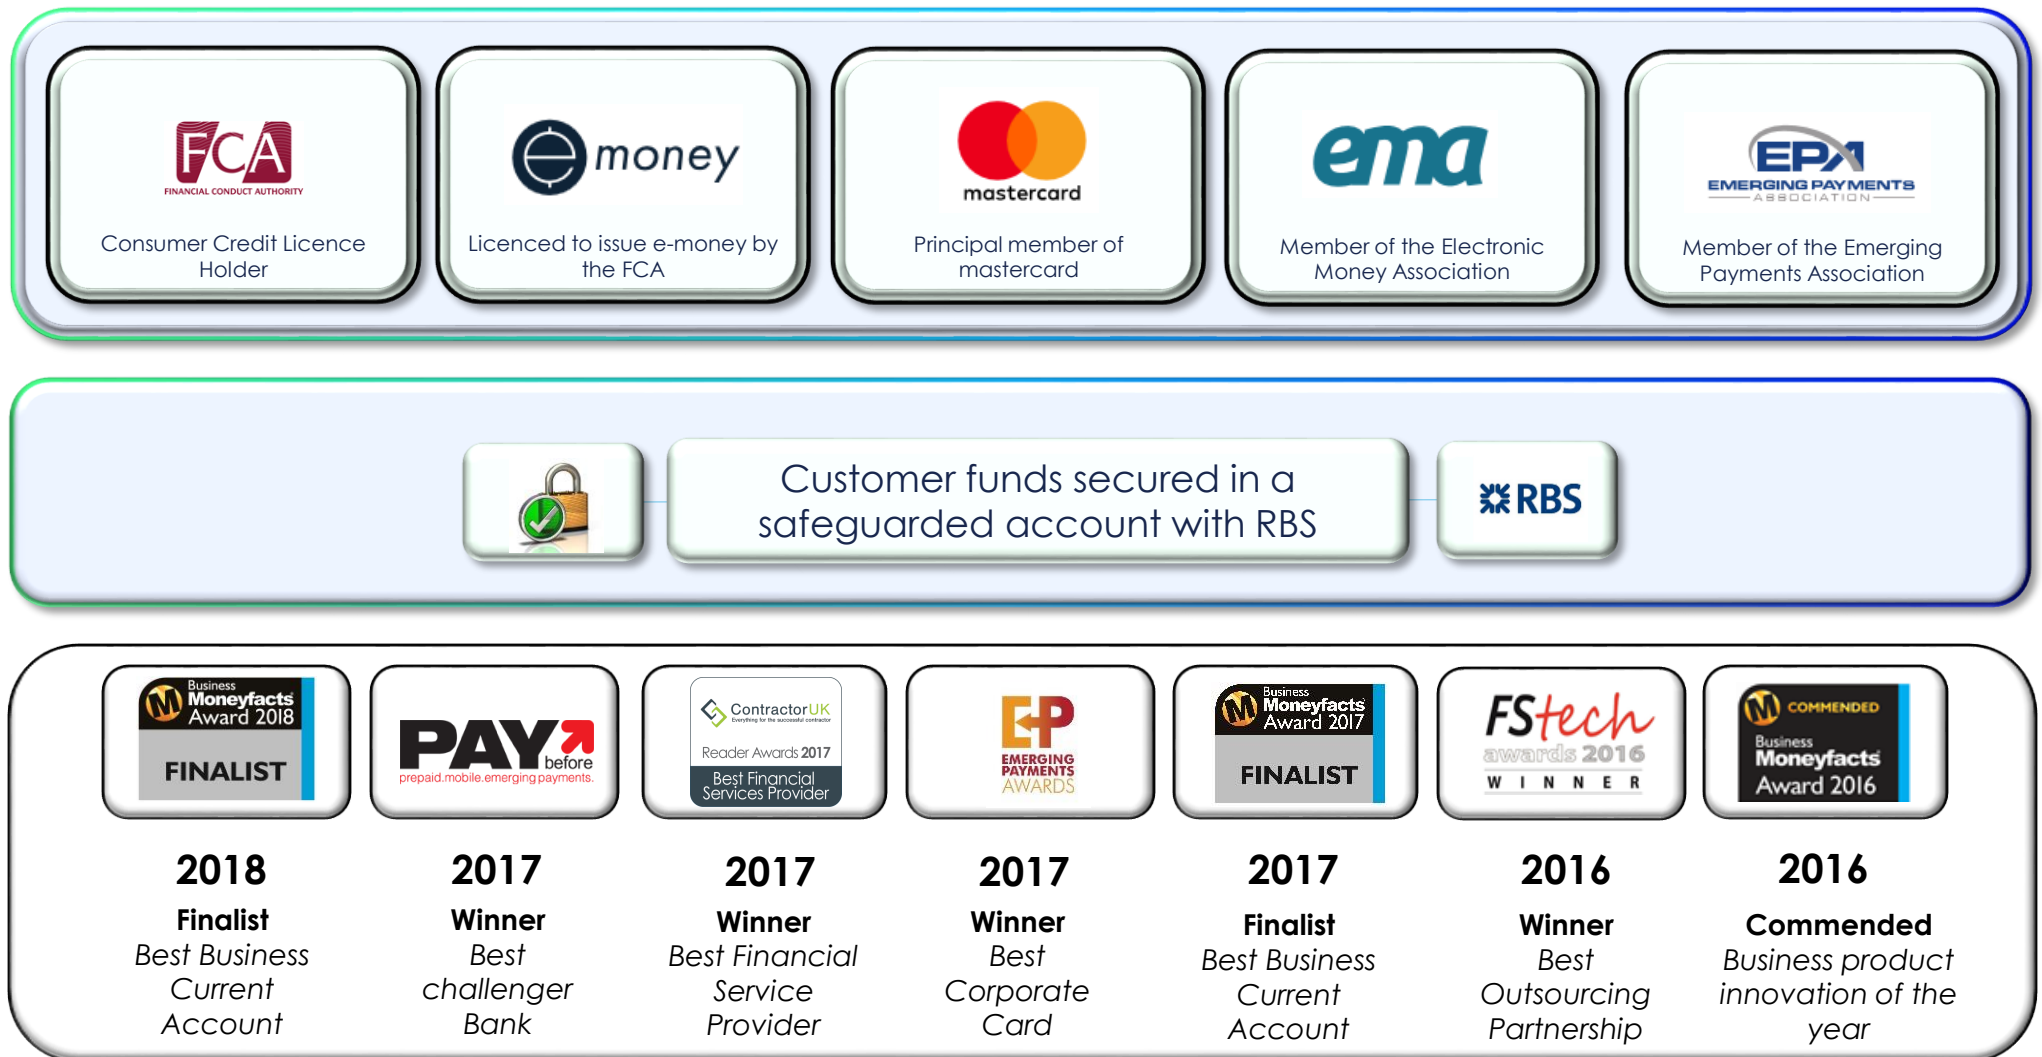 FCA
FINANCIAL CONDUCT AUTHORITY
Consumer Credit Licence
Holder
e money
Licenced to issue e-money by
the FCA
mastercard
Principal member of
mastercard
ema
Member of the Electronic
Money Association
EPA
EMERGING PAYMENTS
ASSOCIATION
Member of the Emerging
Payments Association
Customer funds secured in a
safeguarded account with RBS
RBS
M Business
Moneyfacts
Award 2018
FINALIST
2018
Finalist
Best Business
Current
Account
PAY
before
prepaid.mobile.emerging payments.
2017
Winner
Best
challenger
Bank
ContractorUK
Everything for the successful contractor
Reader Awards 2017
Best Financial
Services Provider
2017
Winner
Best Financial
Service
Provider
EP
EMERGING
PAYMENTS
AWARDS
2017
Winner
Best
Corporate
Card
M Business
Moneyfacts
Award 2017
FINALIST
2017
Finalist
Best Business
Current
Account
FStech
awards 2016
WINNER
2016
Winner
Best
Outsourcing
Partnership
M COMMENDED
Business
Moneyfacts
Award 2016
2016
Commended
Business product
innovation of the
year